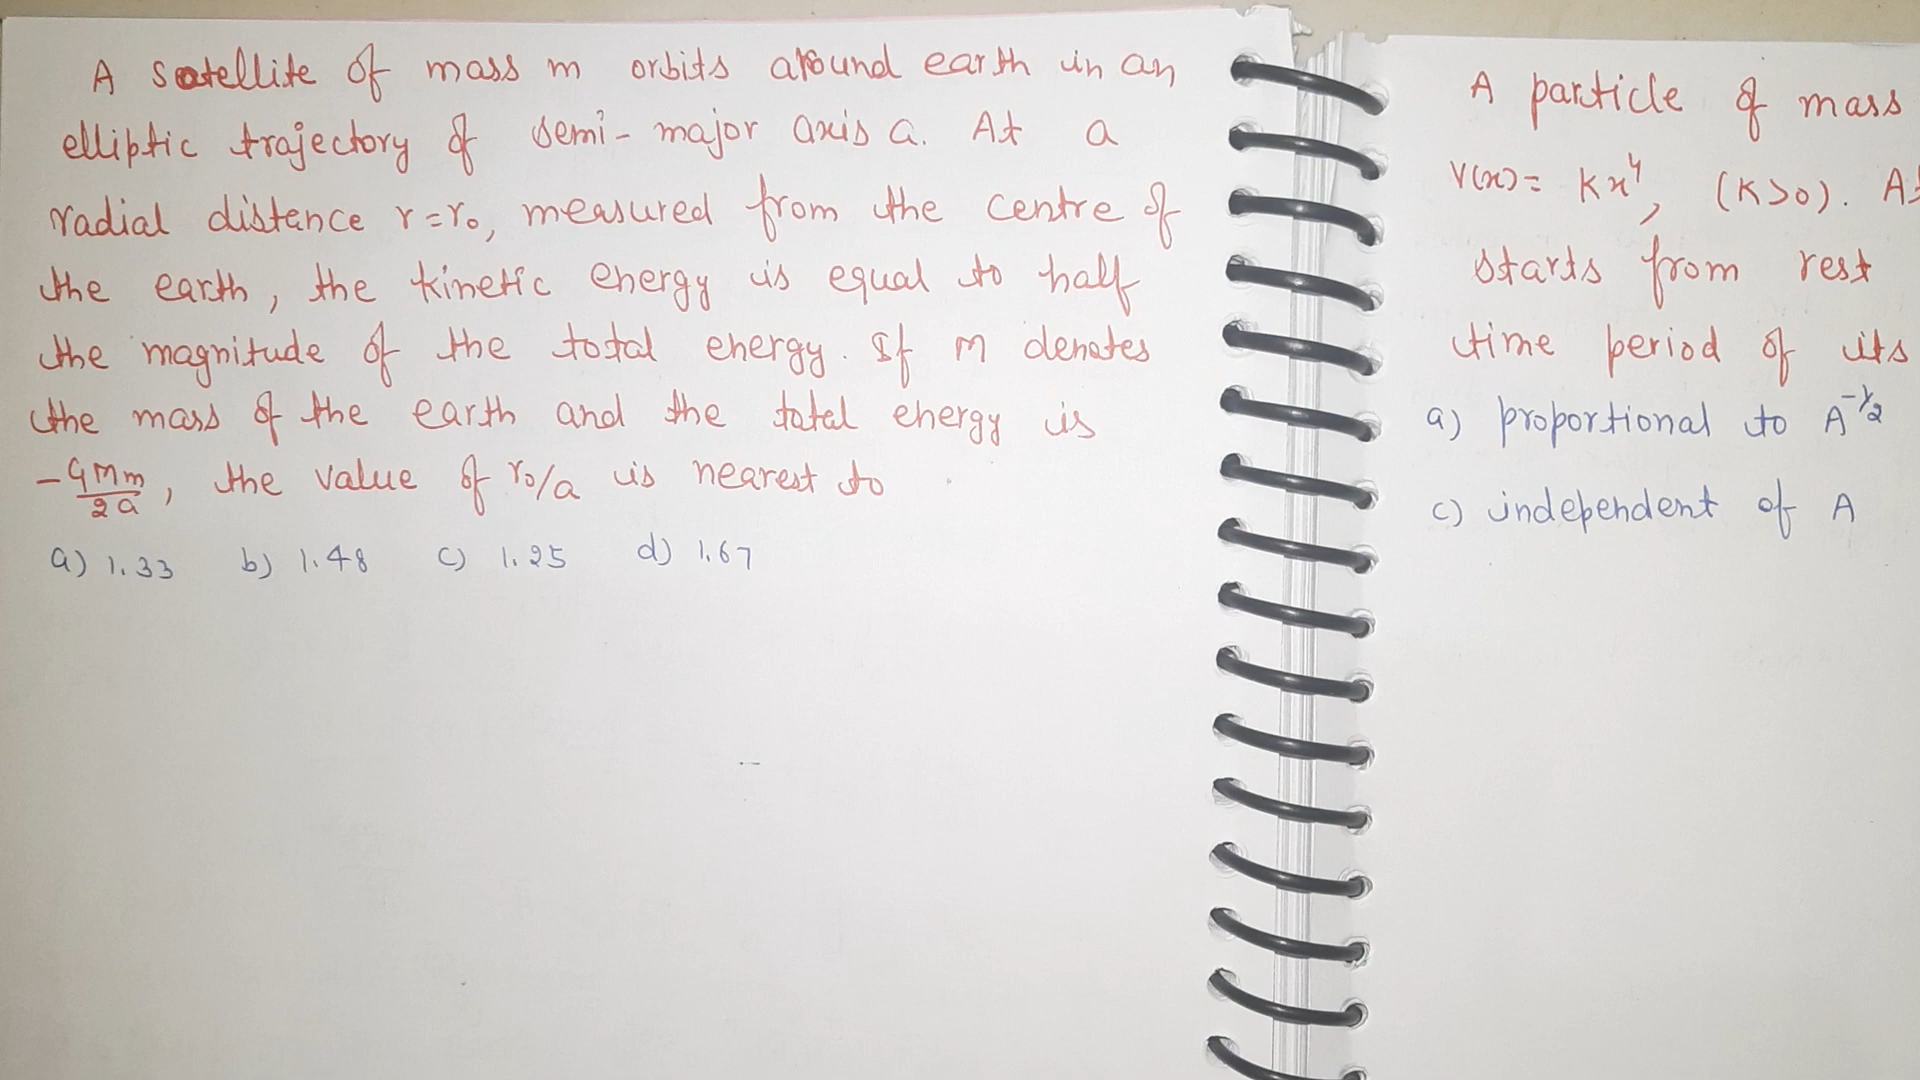 A satellite of mass m orbits around earth in an
elliptic trajectory of semi-major axis a. At a
radial distance r=r₀, measured from the centre of
the earth, the kinetic energy is equal to half
the magnitude of the total energy. If M denotes
the mass of the earth and the total energy is
-GMm/2a, the value of r₀/a is nearest to
a) 1.33 b) 1.48 c) 1.25 d) 1.67
A particle of mass
V(x)= Kx⁴, (K>0). At
starts from rest
time period of its
a) proportional to A^-1/2
c) independent of A